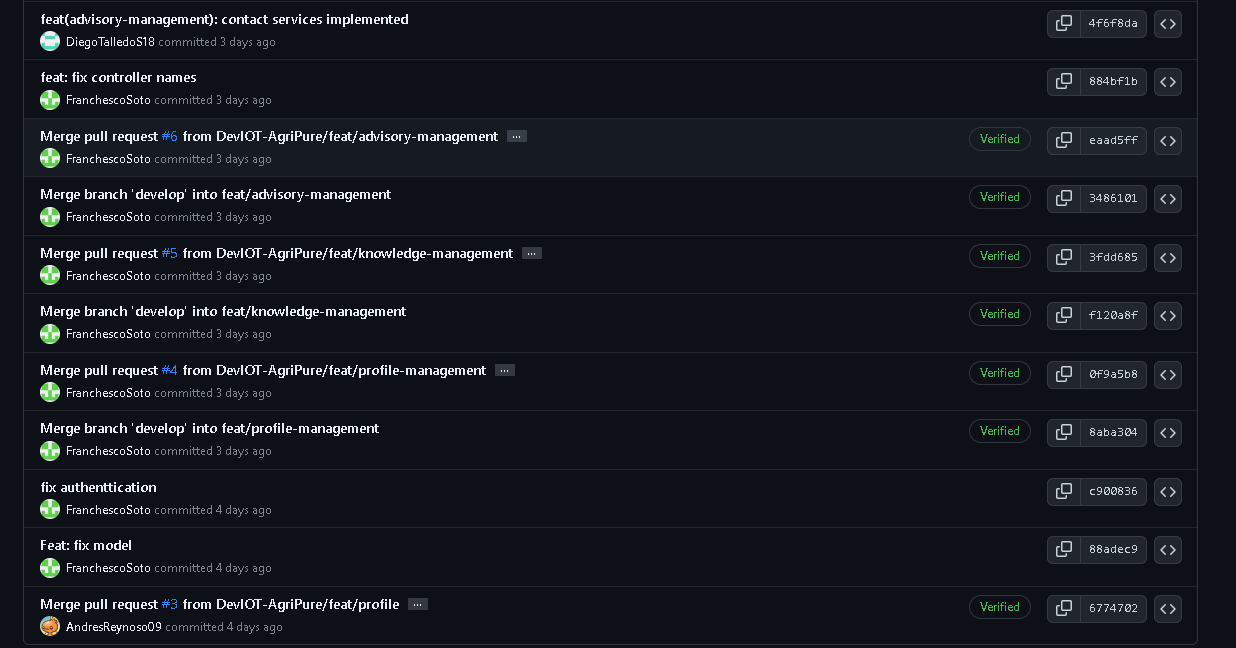 feat(advisory-management): contact services implemented
4f6f8da
DiegoTalledoS18 committed 3 days ago
feat: fix controller names
884bf1b
FranchescoSoto committed 3 days ago
Merge pull request #6 from DevIOT-AgriPure/feat/advisory-management ...
Verified eaad5ff
FranchescoSoto committed 3 days ago
Merge branch 'develop' into feat/advisory-management
Verified 3486101
FranchescoSoto committed 3 days ago
Merge pull request #5 from DevIOT-AgriPure/feat/knowledge-management ...
Verified 3fdd685
FranchescoSoto committed 3 days ago
Merge branch 'develop' into feat/knowledge-management
Verified f120a8f
FranchescoSoto committed 3 days ago
Merge pull request #4 from DevIOT-AgriPure/feat/profile-management ...
Verified 0f9a5b8
FranchescoSoto committed 3 days ago
Merge branch 'develop' into feat/profile-management
Verified 8aba304
FranchescoSoto committed 3 days ago
fix authenttication
c900836
FranchescoSoto committed 4 days ago
Feat: fix model
88adec9
FranchescoSoto committed 4 days ago
Merge pull request #3 from DevIOT-AgriPure/feat/profile ...
Verified 6774702
AndresReynoso09 committed 4 days ago